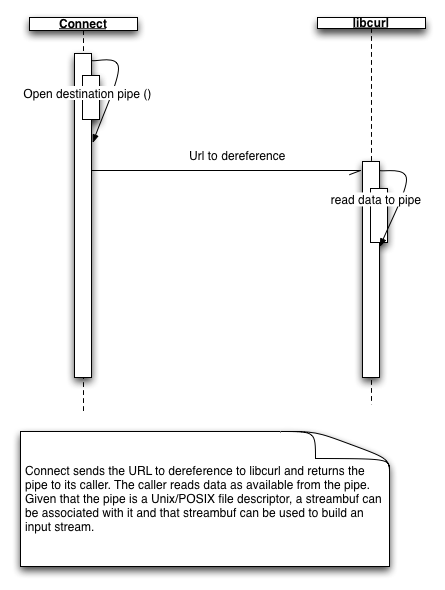 Connect
libcurl
Open destination pipe ()
Url to dereference
read data to pipe
Connect sends the URL to dereference to libcurl and returns the
pipe to its caller. The caller reads data as available from the pipe.
Given that the pipe is a Unix/POSIX file descriptor, a streambuf can
be associated with it and that streambuf can be used to build an
input stream.